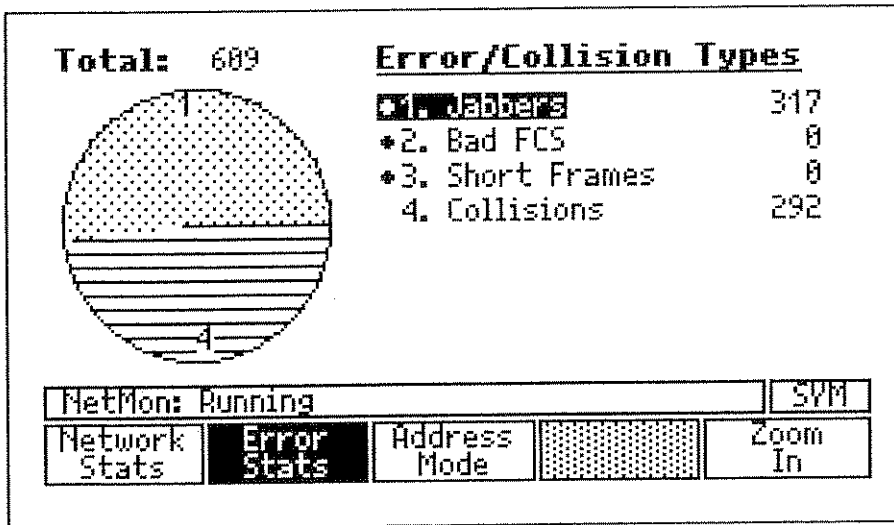 Total: 609
Error/Collision Types
1
◆1. Jabbers 317
◆2. Bad FCS 0
◆3. Short Frames 0
4. Collisions 292
4
NetMon: Running
SVM
Network Stats
Error Stats
Address Mode
Zoom In